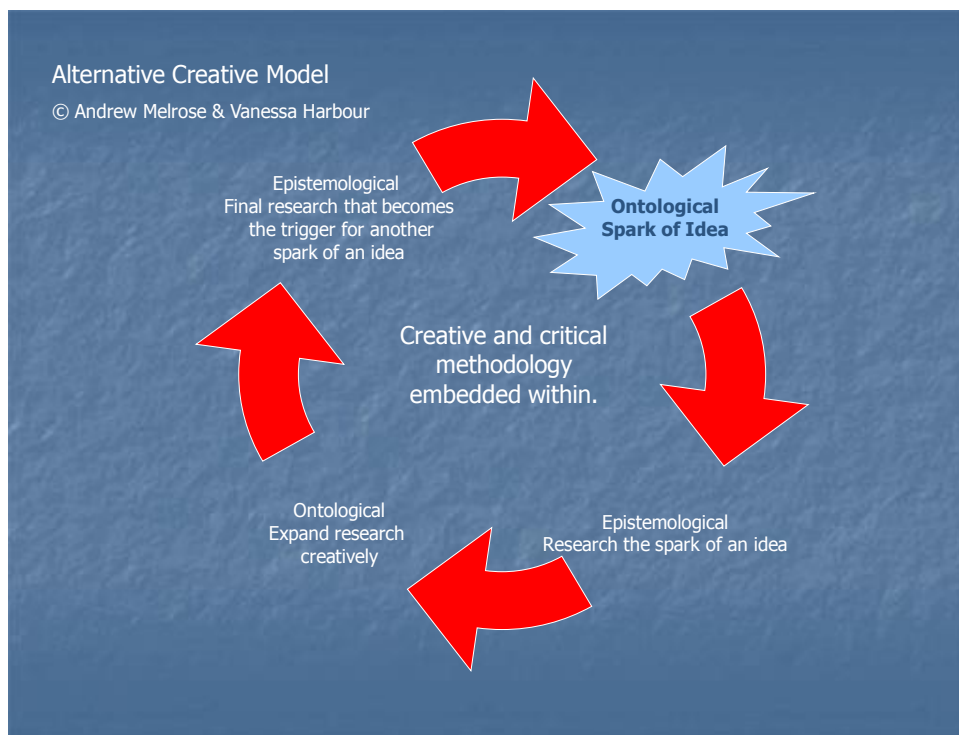 Alternative Creative Model
© Andrew Melrose & Vanessa Harbour
Ontological
Spark of Idea
Epistemological
Research the spark of an idea
Ontological
Expand research
creatively
Epistemological
Final research that becomes
the trigger for another
spark of an idea
Creative and critical
methodology
embedded within.